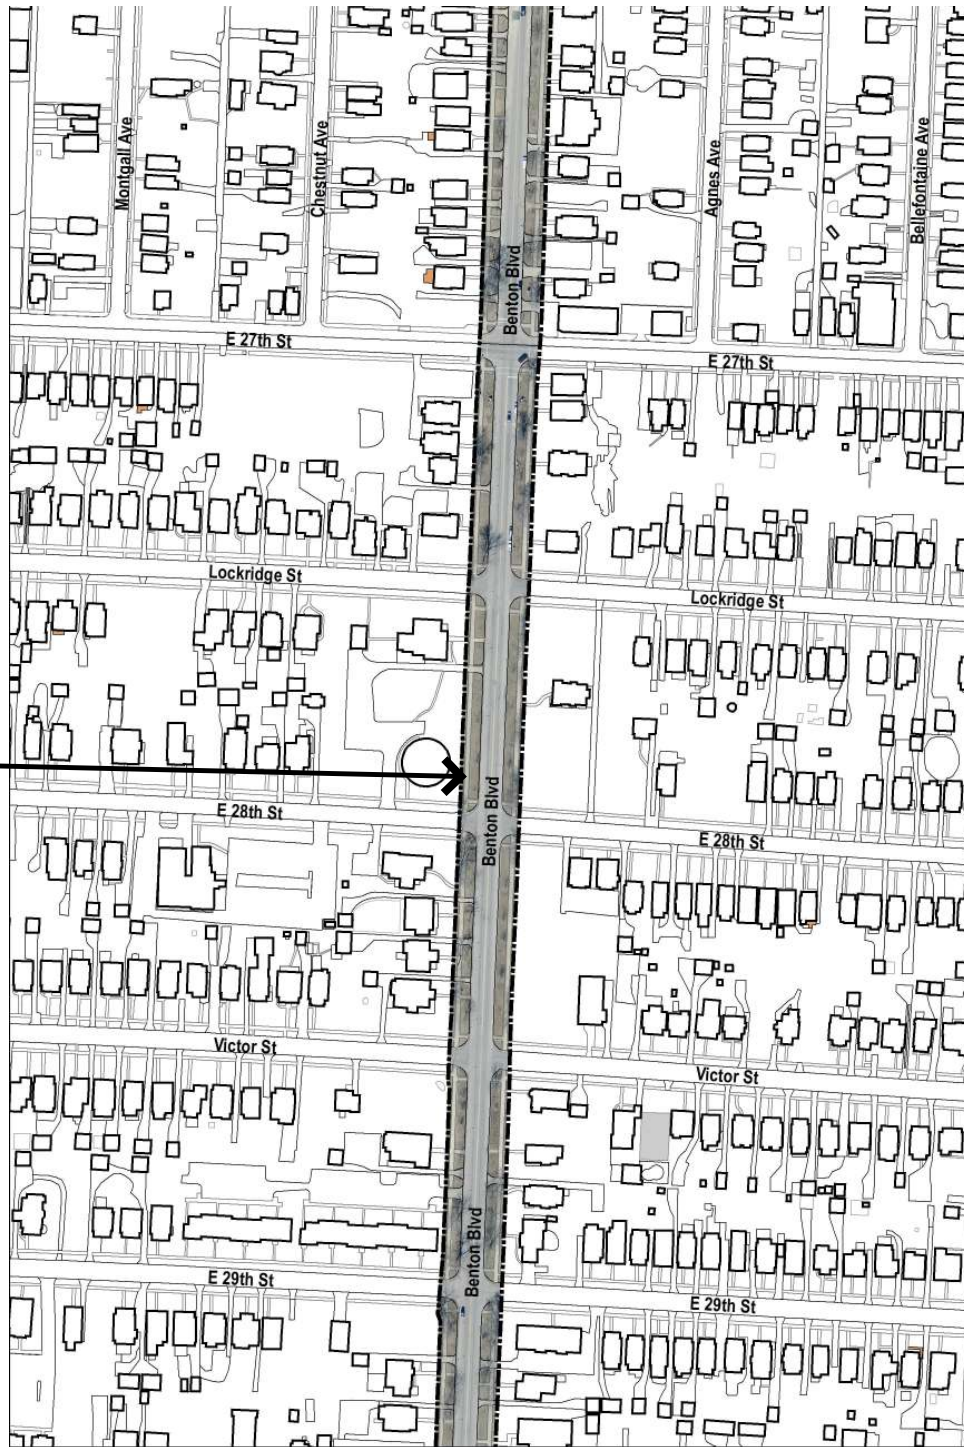 Montgall Ave
Chestnut Ave
Agnes Ave
Bellefontaine Ave
Benton Blvd
E 27th St
E 27th St
Lockridge St
Lockridge St
Benton Blvd
E 28th St
E 28th St
Victor St
Victor St
Benton Blvd
E 29th St
E 29th St